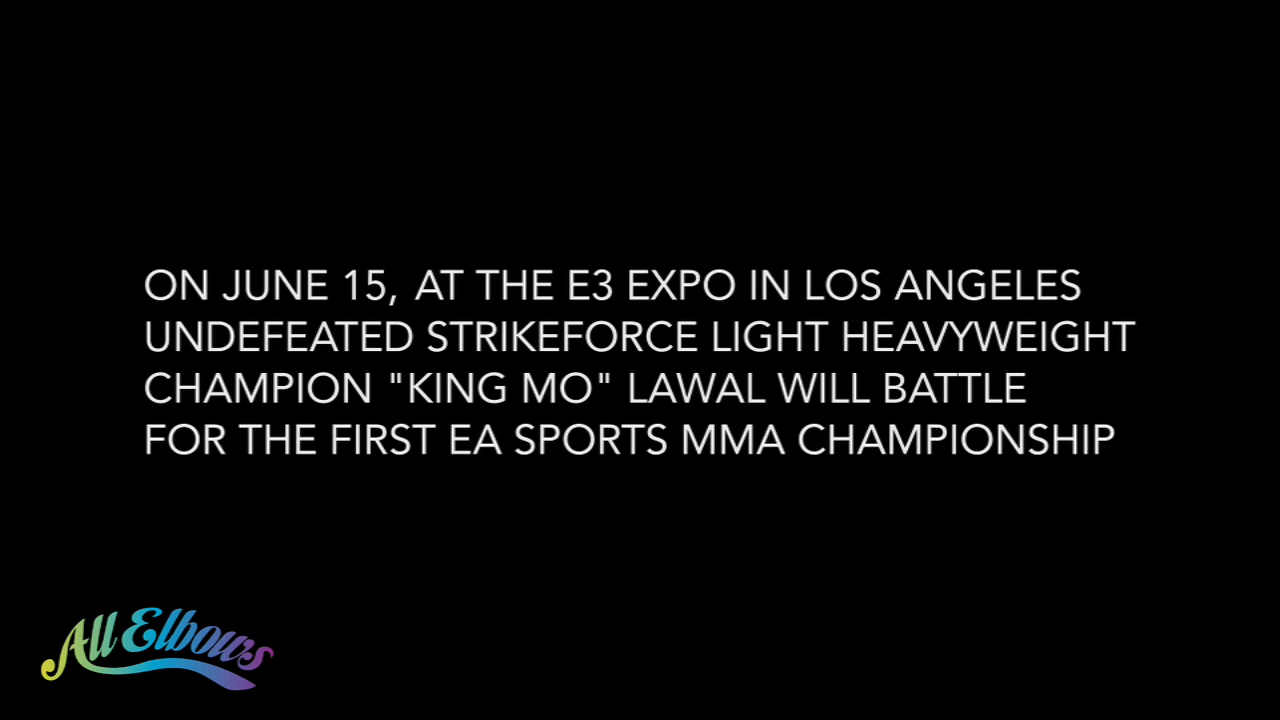 ON JUNE 15, AT THE E3 EXPO IN LOS ANGELES
UNDEFEATED STRIKEFORCE LIGHT HEAVYWEIGHT
CHAMPION "KING MO" LAWAL WILL BATTLE
FOR THE FIRST EA SPORTS MMA CHAMPIONSHIP
All Elbows